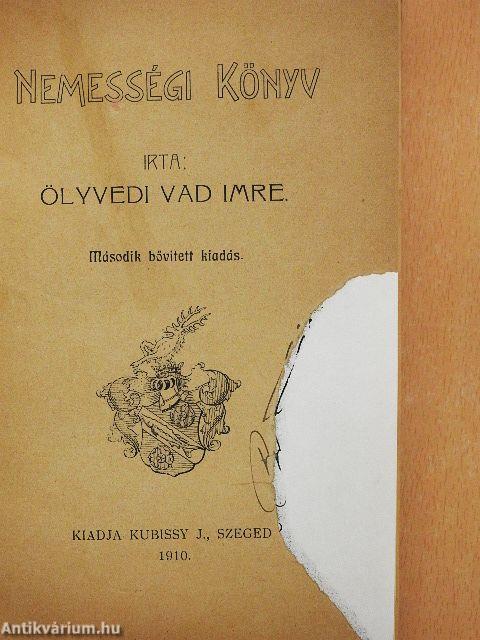 NEMESSÉGI KÖNYV
IRTA:
ÖLYVEDI VAD IMRE.
Második bővitett kiadás.
KIADJA KUBISSY J., SZEGED
1910.
Antikvárium.hu